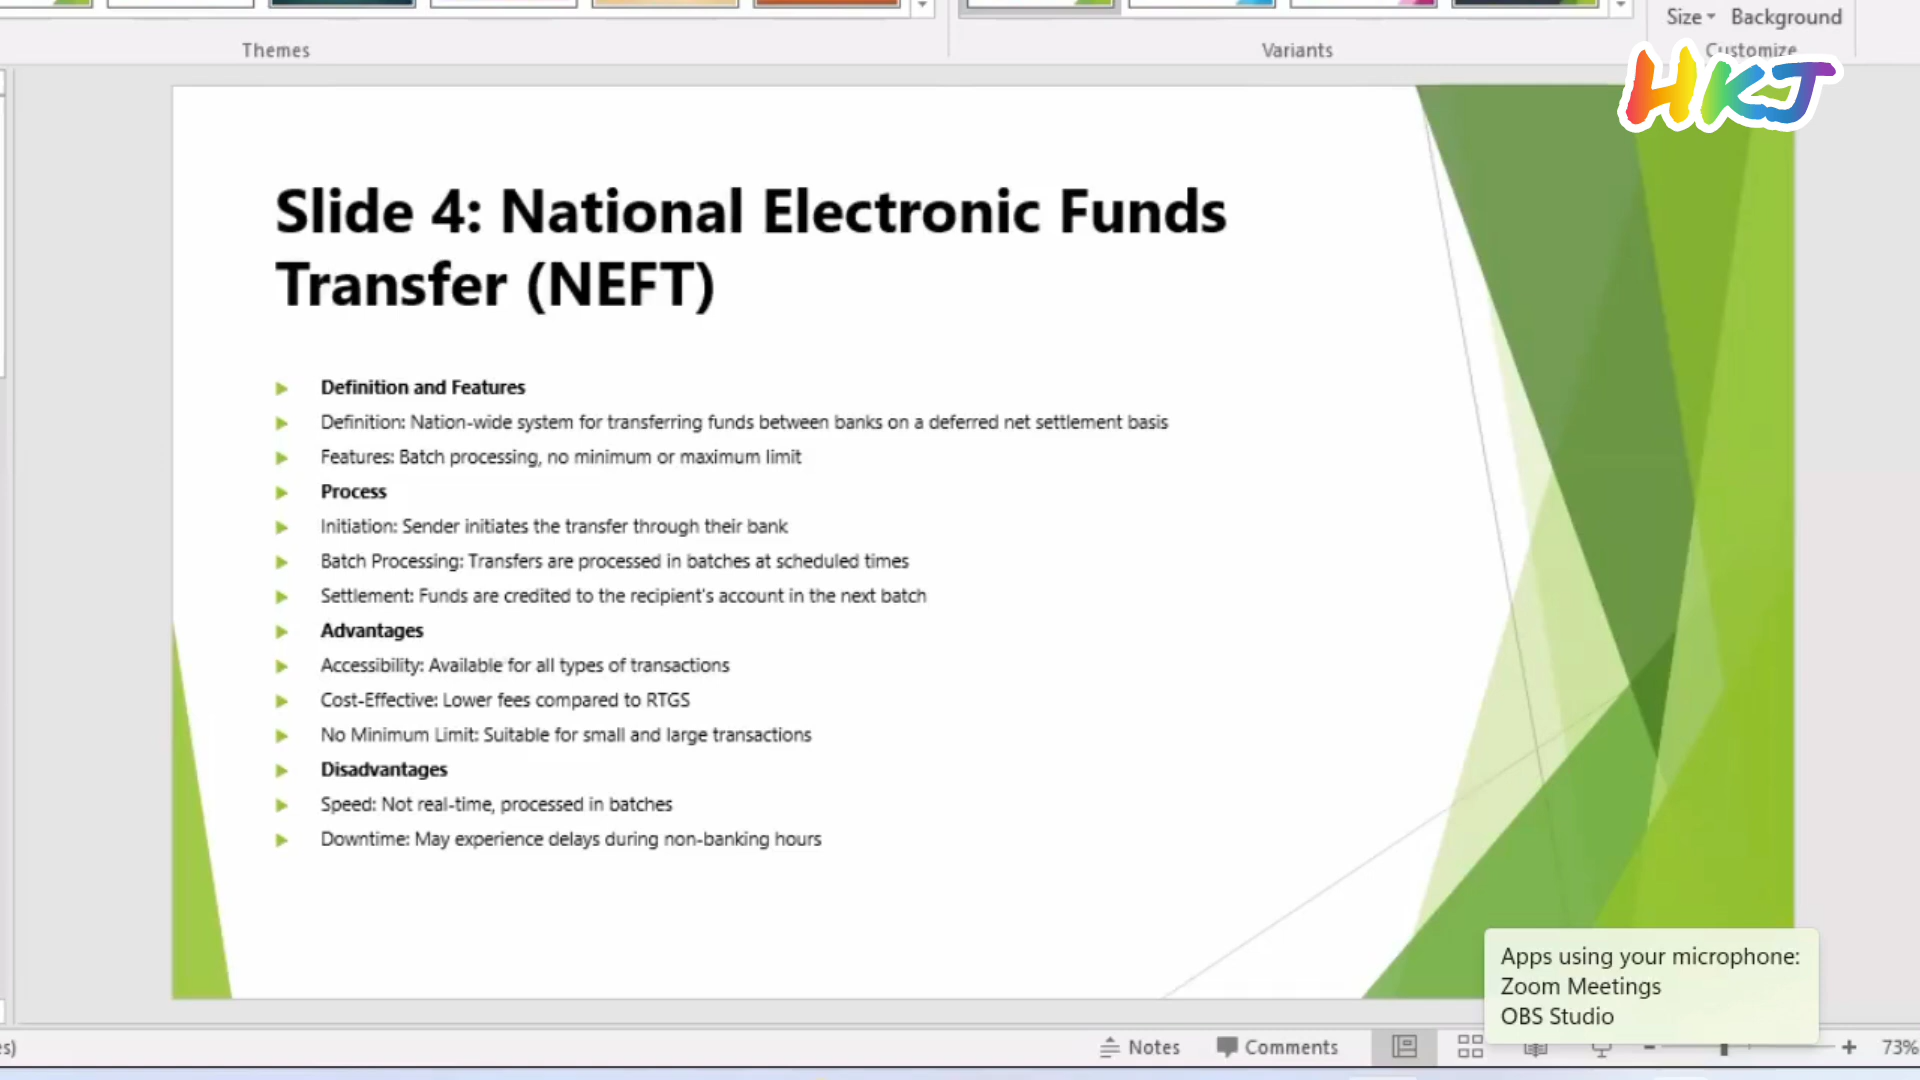 Size Background
Themes
Variants
Customize
HKJ
Slide 4: National Electronic Funds
Transfer (NEFT)
Definition and Features
Definition: Nation-wide system for transferring funds between banks on a deferred net settlement basis
Features: Batch processing, no minimum or maximum limit
Process
Initiation: Sender initiates the transfer through their bank
Batch Processing: Transfers are processed in batches at scheduled times
Settlement: Funds are credited to the recipient's account in the next batch
Advantages
Accessibility: Available for all types of transactions
Cost-Effective: Lower fees compared to RTGS
No Minimum Limit: Suitable for small and large transactions
Disadvantages
Speed: Not real-time, processed in batches
Downtime: May experience delays during non-banking hours
Apps using your microphone:
Zoom Meetings
OBS Studio
Notes Comments 73%